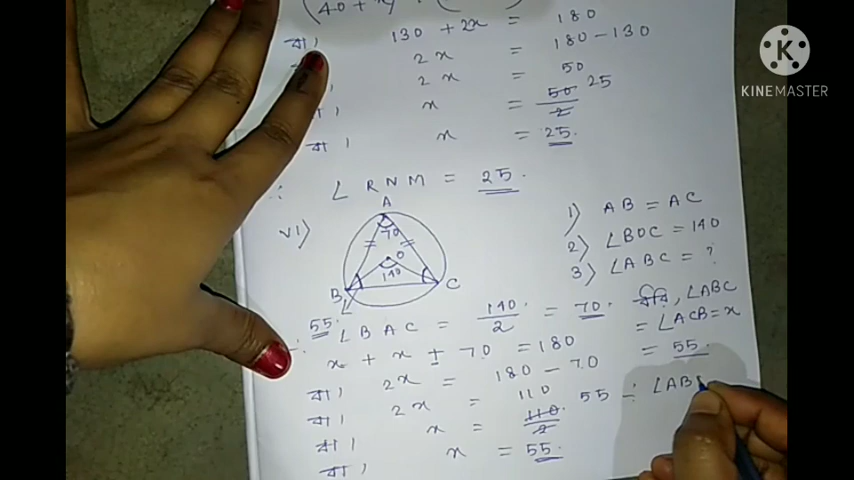 (40 + x)
বা, 130 + 2x = 180
2x = 180 - 130
2x = 50
বা, x = 50/2 25
বা, x = 25.
∴ ∠RNM = 25.
VI) A 70 O 140 B C 55.
1) AB = AC
2) ∠BOC = 140
3) ∠ABC = ?
∠BAC = 140/2 = 70. ধরি, ∠ABC
= ∠ACB = x
∴ x + x + 70 = 180
= 55.
বা, 2x = 180 - 70
বা, 2x = 110
বা, x = 110/2 55 ∴ ∠AB
বা, x = 55.
KINEMASTER